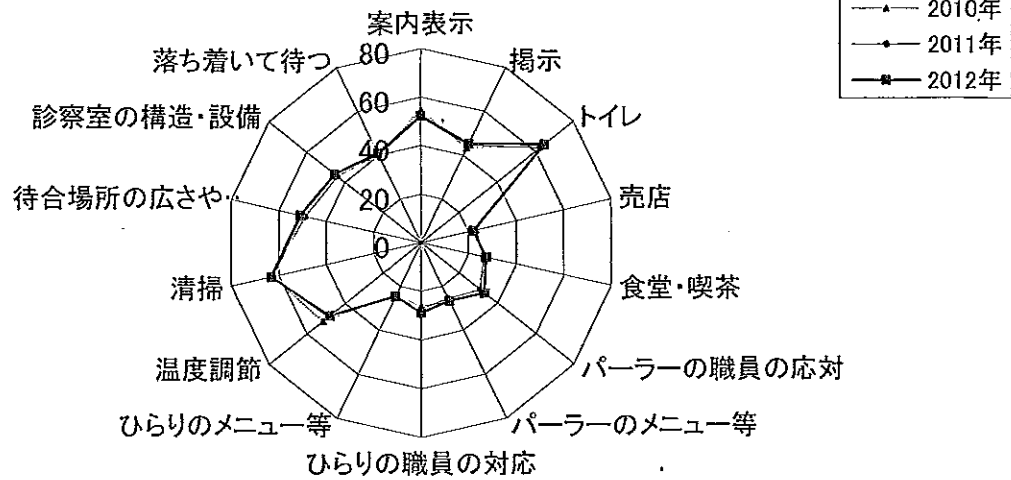 2010年
2011年
2012年
案内表示
掲示
トイレ
売店
食堂・喫茶
パーラーの職員の応対
パーラーのメニュー等
ひらりの職員の対応
ひらりのメニュー等
温度調節
清掃
待合場所の広さや・
診察室の構造・設備
落ち着いて待つ
80
60
40
20
0